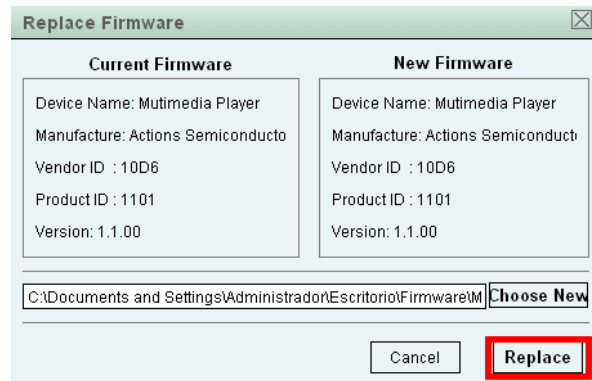 Replace Firmware
Current Firmware
New Firmware
Device Name: Mutimedia Player
Manufacture: Actions Semiconducto
Vendor ID : 10D6
Product ID : 1101
Version: 1.1.00
Device Name: Mutimedia Player
Manufacture: Actions Semiconduct
Vendor ID : 10D6
Product ID : 1101
Version: 1.1.00
C:\Documents and Settings\Administrador\Escritorio\Firmware\M
Choose New
Cancel
Replace